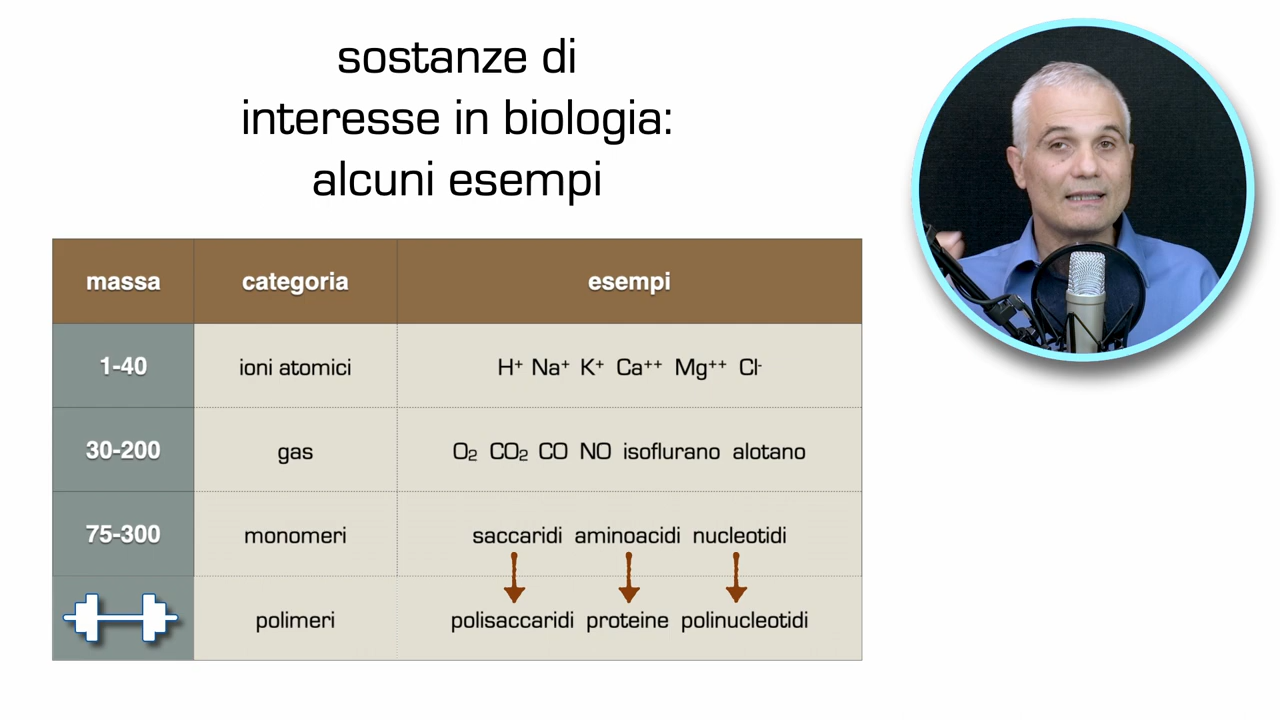 sostanze di
interesse in biologia:
alcuni esempi
massa categoria esempi
1-40 ioni atomici H⁺ Na⁺ K⁺ Ca⁺⁺ Mg⁺⁺ Cl⁻
30-200 gas O₂ CO₂ CO NO isoflurano alotano
75-300 monomeri saccaridi aminoacidi nucleotidi
polimeri polisaccaridi proteine polinucleotidi